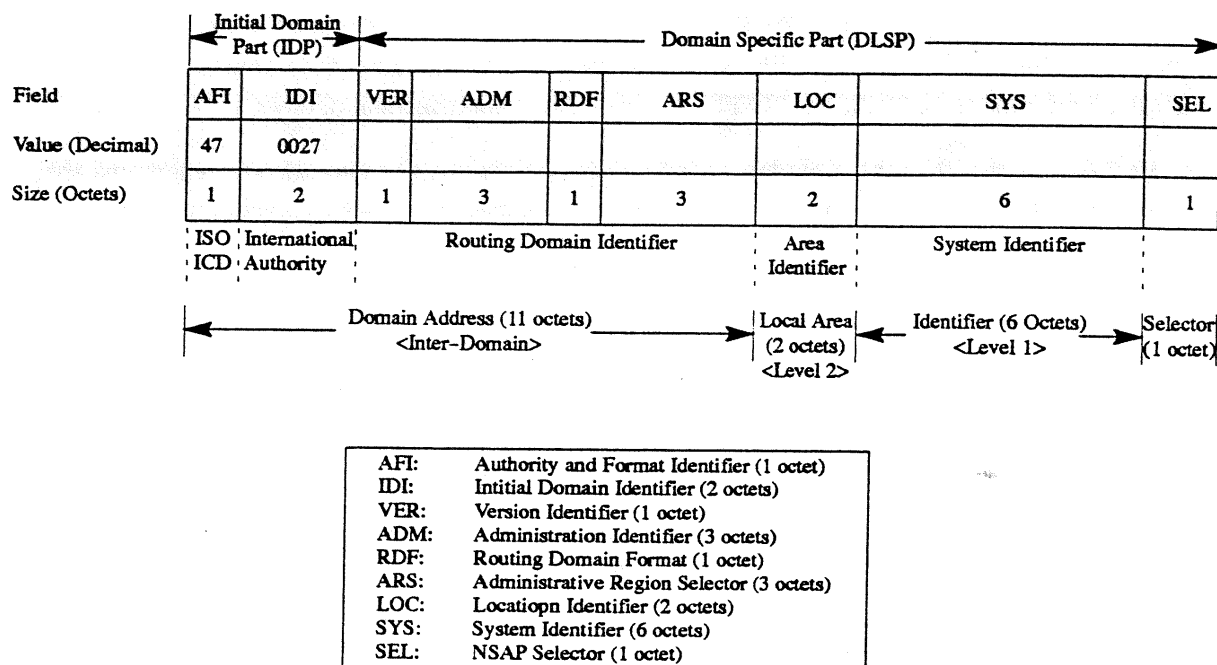 Initial Domain
Part (IDP)
Domain Specific Part (DLSP)
Field AFI IDI VER ADM RDF ARS LOC SYS SEL
Value (Decimal) 47 0027
Size (Octets) 1 2 1 3 1 3 2 6 1
ISO International Routing Domain Identifier Area System Identifier
ICD Authority Identifier
Domain Address (11 octets) Local Area Identifier (6 Octets) Selector
<Inter-Domain> (2 octets) <Level 1> (1 octet)
<Level 2>
AFI: Authority and Format Identifier (1 octet)
IDI: Intitial Domain Identifier (2 octets)
VER: Version Identifier (1 octet)
ADM: Administration Identifier (3 octets)
RDF: Routing Domain Format (1 octet)
ARS: Administrative Region Selector (3 octets)
LOC: Locatiopn Identifier (2 octets)
SYS: System Identifier (6 octets)
SEL: NSAP Selector (1 octet)